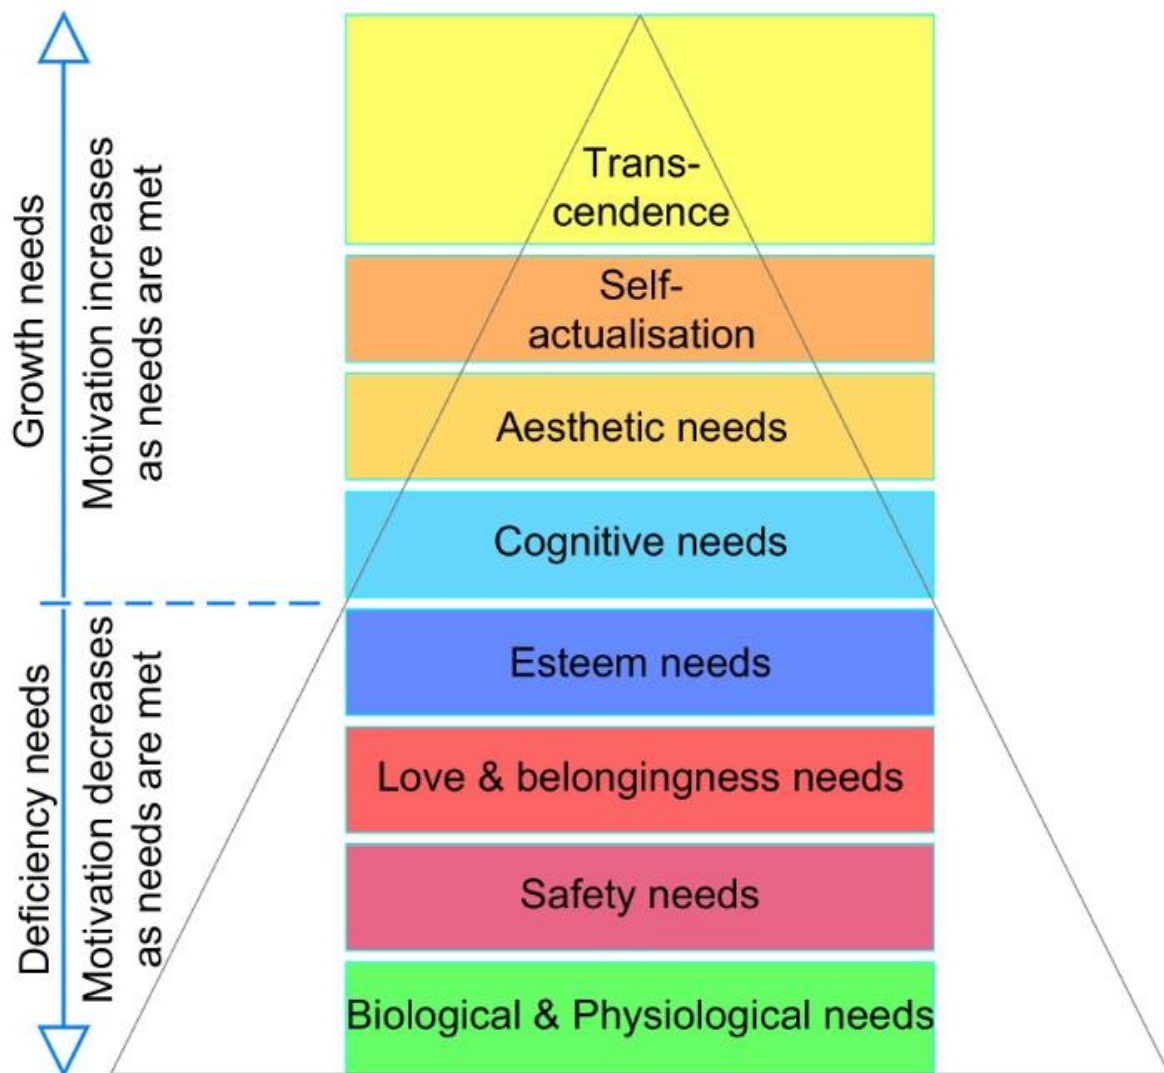 Growth needs
Motivation increases
as needs are met
Deficiency needs
Motivation decreases
as needs are met
Trans-
cendence
Self-
actualisation
Aesthetic needs
Cognitive needs
Esteem needs
Love & belongingness needs
Safety needs
Biological & Physiological needs